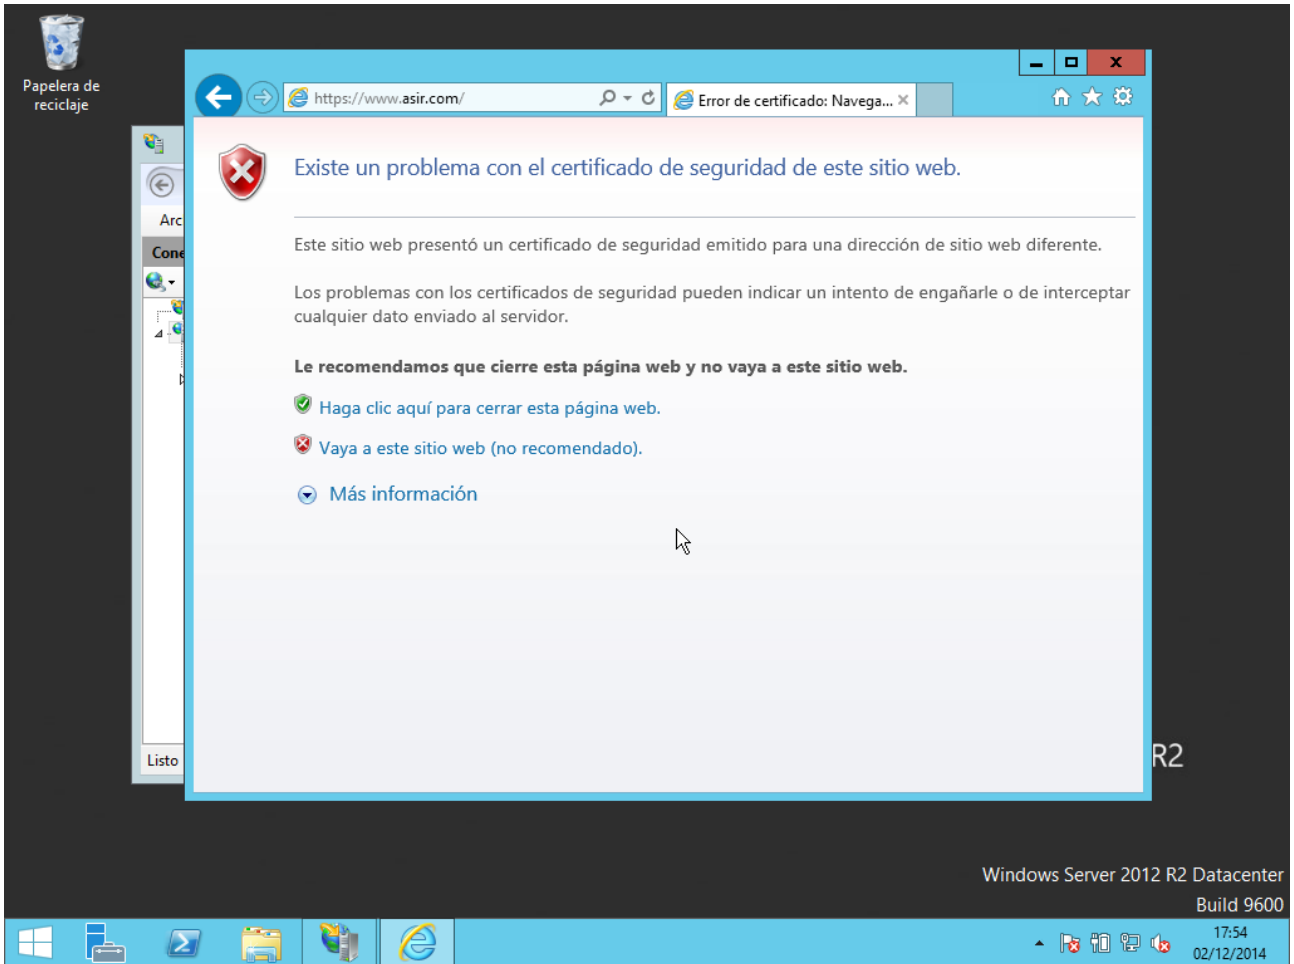 Papelera de
reciclaje
https://www.asir.com/
Error de certificado: Navega...
Arc
Cone
Existe un problema con el certificado de seguridad de este sitio web.
Este sitio web presentó un certificado de seguridad emitido para una dirección de sitio web diferente.
Los problemas con los certificados de seguridad pueden indicar un intento de engañarle o de interceptar
cualquier dato enviado al servidor.
Le recomendamos que cierre esta página web y no vaya a este sitio web.
Haga clic aquí para cerrar esta página web.
Vaya a este sitio web (no recomendado).
Más información
Listo
R2
Windows Server 2012 R2 Datacenter
Build 9600
17:54
02/12/2014